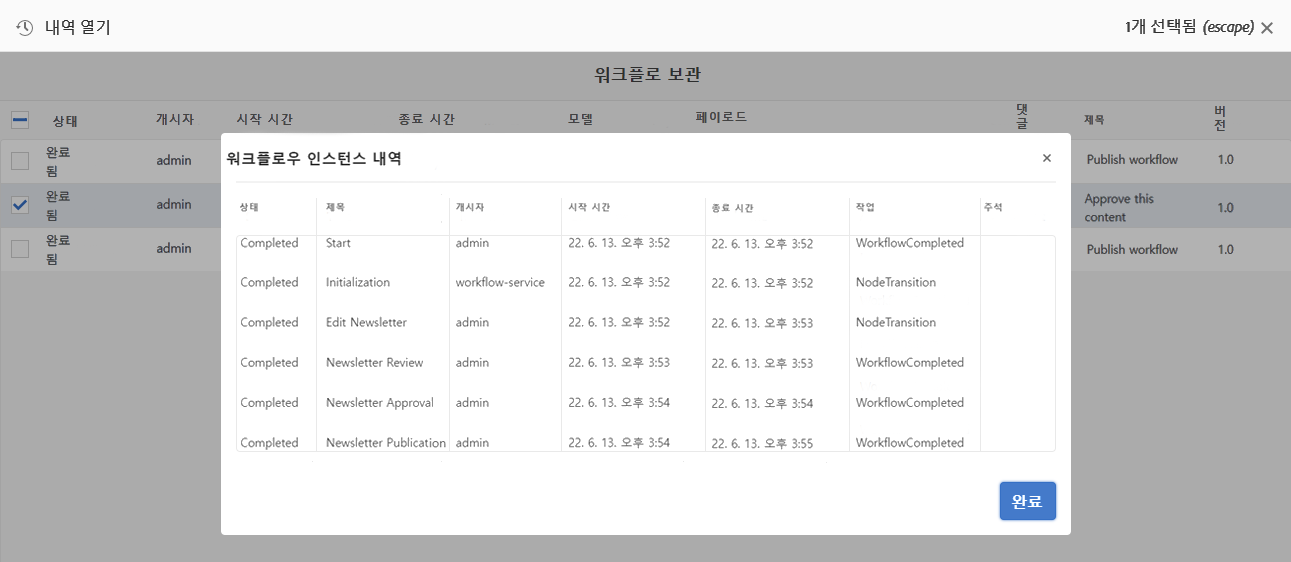 내역 열기
1개 선택됨 (escape)
워크플로 보관
상태 개시자 시작 시간 종료 시간 모델 페이로드 댓글 제목 버전
완료됨 admin Publish workflow 1.0
완료됨 admin Approve this content 1.0
완료됨 admin Publish workflow 1.0
워크플로우 인스턴스 내역
상태 제목 개시자 시작 시간 종료 시간 작업 주석
Completed Start admin 22. 6. 13. 오후 3:52 22. 6. 13. 오후 3:52 WorkflowCompleted
Completed Initialization workflow-service 22. 6. 13. 오후 3:52 22. 6. 13. 오후 3:52 NodeTransition
Completed Edit Newsletter admin 22. 6. 13. 오후 3:52 22. 6. 13. 오후 3:53 NodeTransition
Completed Newsletter Review admin 22. 6. 13. 오후 3:53 22. 6. 13. 오후 3:53 WorkflowCompleted
Completed Newsletter Approval admin 22. 6. 13. 오후 3:54 22. 6. 13. 오후 3:54 WorkflowCompleted
Completed Newsletter Publication admin 22. 6. 13. 오후 3:54 22. 6. 13. 오후 3:55 WorkflowCompleted
완료